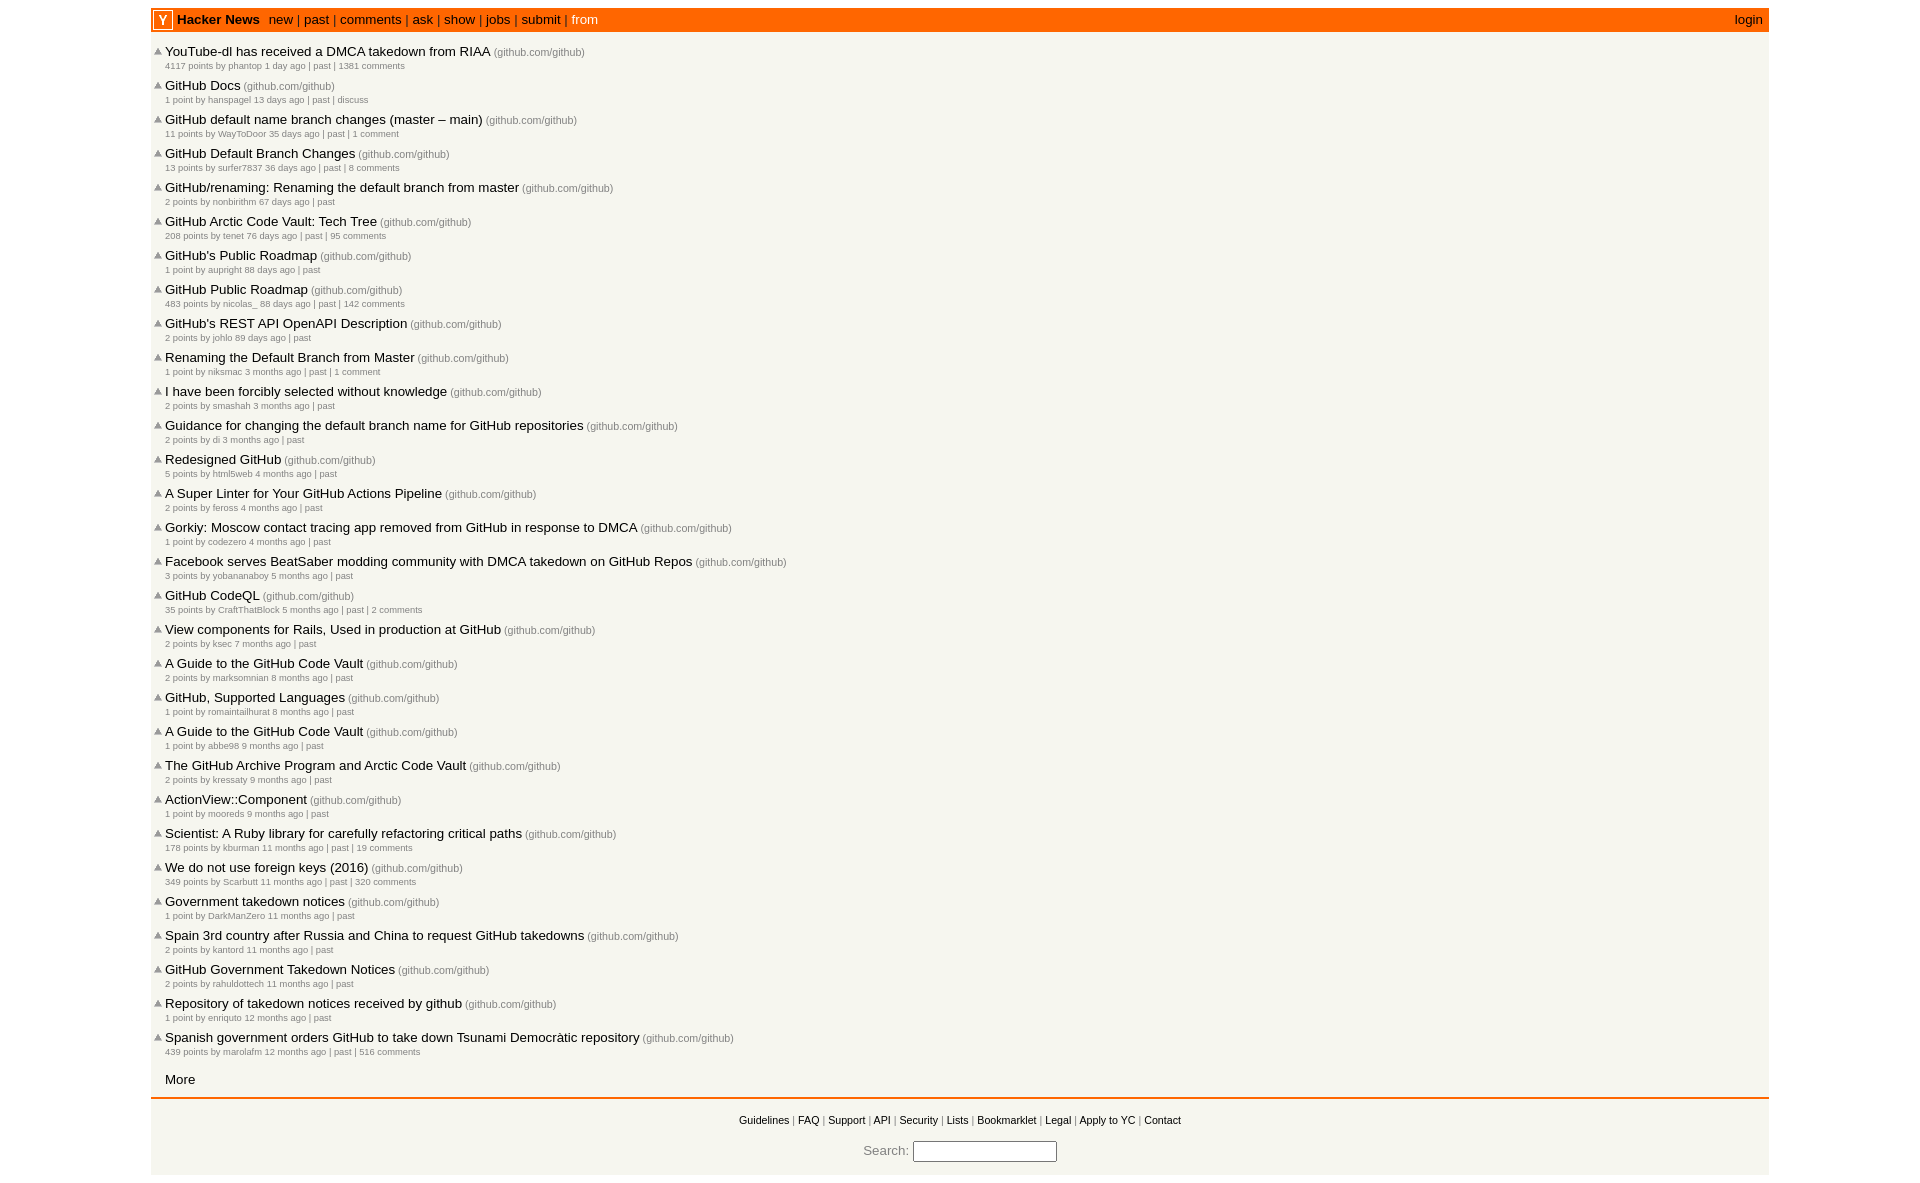 Y Hacker News new | past | comments | ask | show | jobs | submit | from login
YouTube-dl has received a DMCA takedown from RIAA (github.com/github)
4117 points by phantop 1 day ago | past | 1381 comments
GitHub Docs (github.com/github)
1 point by hanspagel 13 days ago | past | discuss
GitHub default name branch changes (master – main) (github.com/github)
11 points by WayToDoor 35 days ago | past | 1 comment
GitHub Default Branch Changes (github.com/github)
13 points by surfer7837 36 days ago | past | 8 comments
GitHub/renaming: Renaming the default branch from master (github.com/github)
2 points by nonbirithm 67 days ago | past
GitHub Arctic Code Vault: Tech Tree (github.com/github)
208 points by tenet 76 days ago | past | 95 comments
GitHub's Public Roadmap (github.com/github)
1 point by aupright 88 days ago | past
GitHub Public Roadmap (github.com/github)
483 points by nicolas_ 88 days ago | past | 142 comments
GitHub's REST API OpenAPI Description (github.com/github)
2 points by johlo 89 days ago | past
Renaming the Default Branch from Master (github.com/github)
1 point by niksmac 3 months ago | past | 1 comment
I have been forcibly selected without knowledge (github.com/github)
2 points by smashah 3 months ago | past
Guidance for changing the default branch name for GitHub repositories (github.com/github)
2 points by di 3 months ago | past
Redesigned GitHub (github.com/github)
5 points by html5web 4 months ago | past
A Super Linter for Your GitHub Actions Pipeline (github.com/github)
2 points by feross 4 months ago | past
Gorkiy: Moscow contact tracing app removed from GitHub in response to DMCA (github.com/github)
1 point by codezero 4 months ago | past
Facebook serves BeatSaber modding community with DMCA takedown on GitHub Repos (github.com/github)
3 points by yobananaboy 5 months ago | past
GitHub CodeQL (github.com/github)
35 points by CraftThatBlock 5 months ago | past | 2 comments
View components for Rails, Used in production at GitHub (github.com/github)
2 points by ksec 7 months ago | past
A Guide to the GitHub Code Vault (github.com/github)
2 points by marksomnian 8 months ago | past
GitHub, Supported Languages (github.com/github)
1 point by romaintailhurat 8 months ago | past
A Guide to the GitHub Code Vault (github.com/github)
1 point by abbe98 9 months ago | past
The GitHub Archive Program and Arctic Code Vault (github.com/github)
2 points by kressaty 9 months ago | past
ActionView::Component (github.com/github)
1 point by mooreds 9 months ago | past
Scientist: A Ruby library for carefully refactoring critical paths (github.com/github)
178 points by kburman 11 months ago | past | 19 comments
We do not use foreign keys (2016) (github.com/github)
349 points by Scarbutt 11 months ago | past | 320 comments
Government takedown notices (github.com/github)
1 point by DarkManZero 11 months ago | past
Spain 3rd country after Russia and China to request GitHub takedowns (github.com/github)
2 points by kantord 11 months ago | past
GitHub Government Takedown Notices (github.com/github)
2 points by rahuldottech 11 months ago | past
Repository of takedown notices received by github (github.com/github)
1 point by enriquto 12 months ago | past
Spanish government orders GitHub to take down Tsunami Democràtic repository (github.com/github)
439 points by marolafm 12 months ago | past | 516 comments
More
Guidelines | FAQ | Support | API | Security | Lists | Bookmarklet | Legal | Apply to YC | Contact
Search: